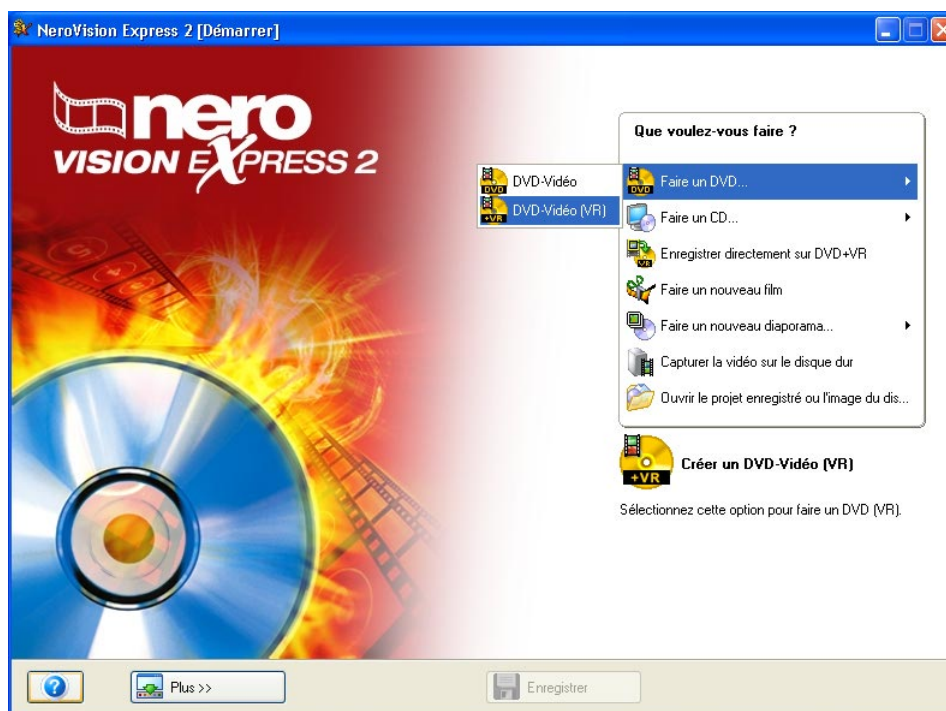 NeroVision Express 2 [Démarrer]
nero
VISION EXPRESS 2
Que voulez-vous faire ?
DVD-Vidéo
DVD-Vidéo (VR)
Faire un DVD...
Faire un CD...
Enregistrer directement sur DVD+VR
Faire un nouveau film
Faire un nouveau diaporama...
Capturer la vidéo sur le disque dur
Ouvrir le projet enregistré ou l'image du dis...
+VR
Créer un DVD-Vidéo (VR)
Sélectionnez cette option pour faire un DVD (VR).
Plus >>
Enregistrer